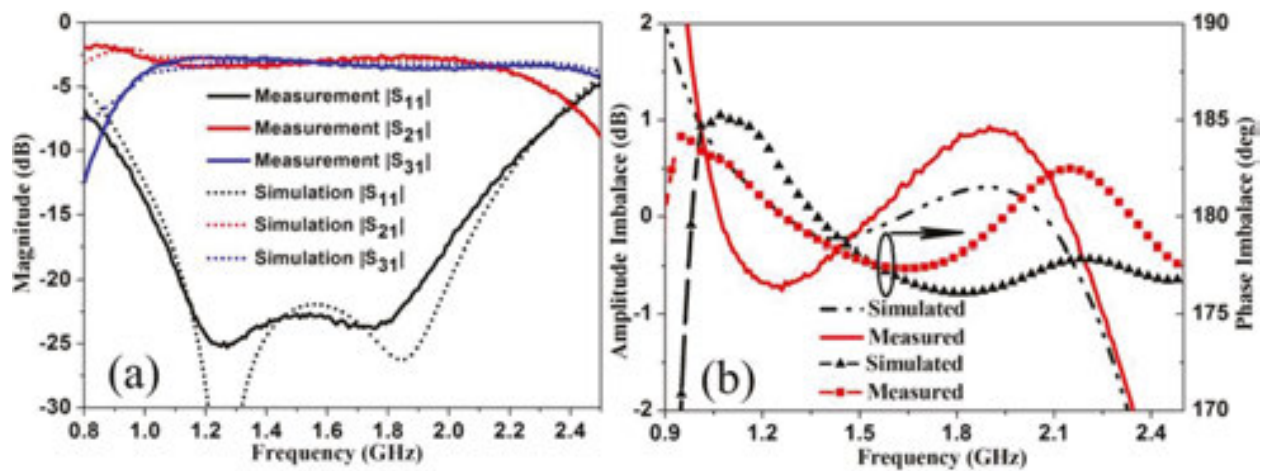 0
-5
-10
-15
-20
-25
-30
Magnitude (dB)
Measurement |S11|
Measurement |S21|
Measurement |S31|
Simulation |S11|
Simulation |S21|
Simulation |S31|
(a)
0.8 1.0 1.2 1.4 1.6 1.8 2.0 2.2 2.4
Frequency (GHz)
2
1
0
-1
-2
Amplitude Imbalace (dB)
Simulated
Measured
Simulated
Measured
(b)
0.9 1.2 1.5 1.8 2.1 2.4
Frequency (GHz)
190
185
180
175
170
Phase Imbalace (deg)